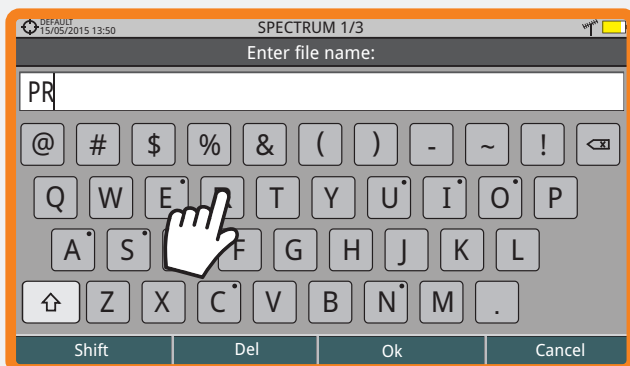 DEFAULT
15/05/2015 13:50
SPECTRUM 1/3
Enter file name:
PR
@ # $ % & ( ) - ~ !
Q W E T Y U I O P
A S F G H J K L
Z X C V B N M .
Shift Del Ok Cancel